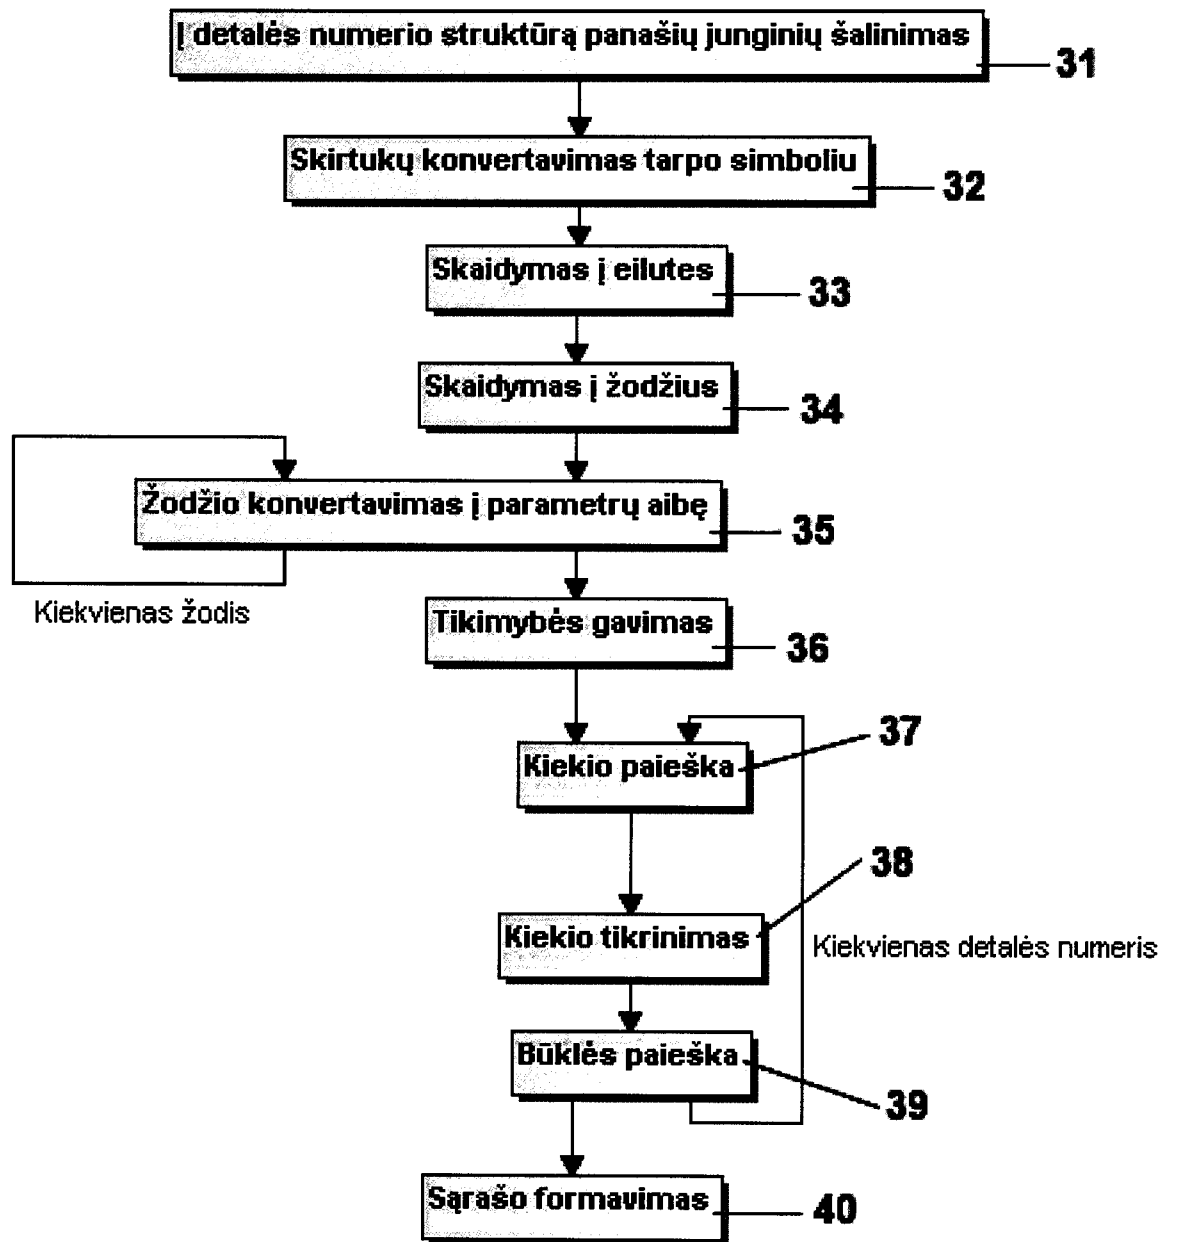 Į detalės numerio struktūrą panašių junginių šalinimas
31
Skirtukų konvertavimas tarpo simboliu
32
Skaidymas į eilutes
33
Skaidymas į žodžius
34
Žodžio konvertavimas į parametrų aibę
35
Kiekvienas žodis
Tikimybės gavimas
36
37
Kiekio paieška
38
Kiekio tikrinimas
Kiekvienas detalės numeris
Būklės paieška
39
Sąrašo formavimas
40